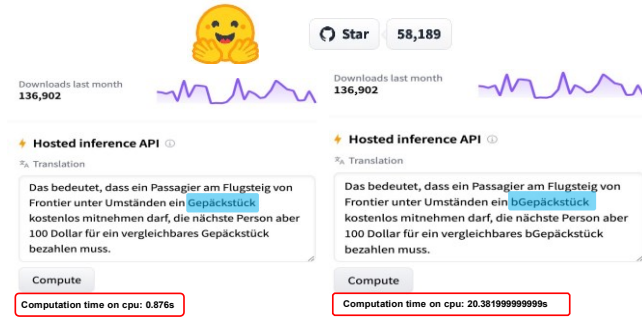 Star 58,189
Downloads last month
136,902
Hosted inference API
Translation
Das bedeutet, dass ein Passagier am Flugsteig von
Frontier unter Umständen ein Gepäckstück
kostenlos mitnehmen darf, die nächste Person aber
100 Dollar für ein vergleichbares Gepäckstück
bezahlen muss.
Compute
Computation time on cpu: 0.876s
Downloads last month
136,902
Hosted inference API
Translation
Das bedeutet, dass ein Passagier am Flugsteig von
Frontier unter Umständen ein bGepäckstück
kostenlos mitnehmen darf, die nächste Person aber
100 Dollar für ein vergleichbares bGepäckstück
bezahlen muss.
Compute
Computation time on cpu: 20.381999999999s